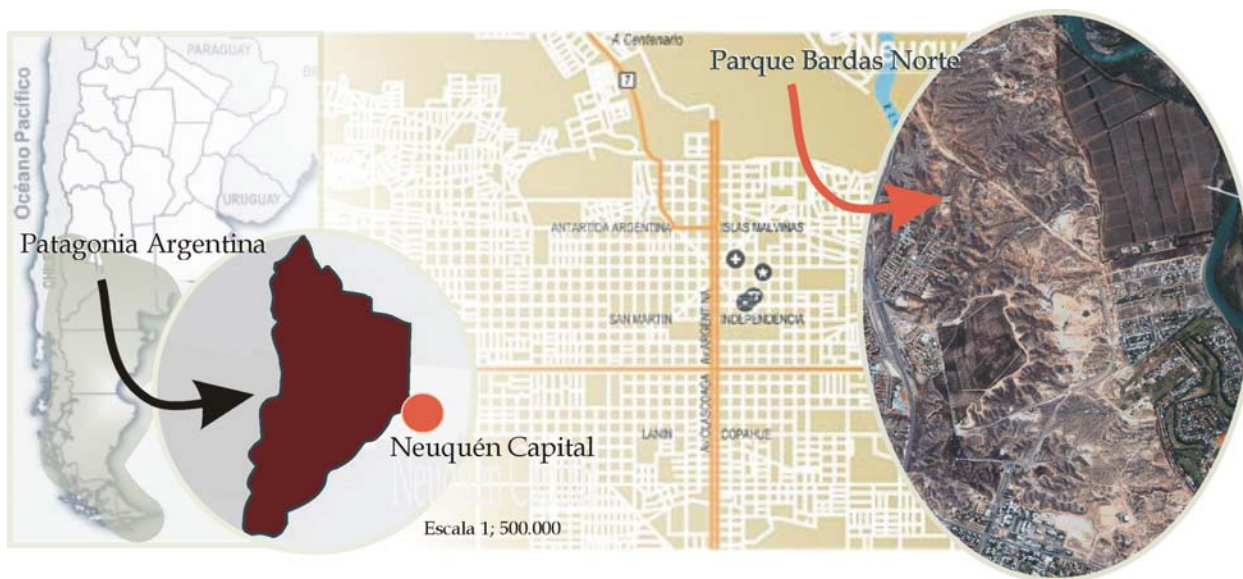 Océano Pacífico
PARAGUAY
URUGUAY
Patagonia Argentina
Neuquén Capital
Escala 1; 500.000
A Centenario
7
ANTARTIDA ARGENTINA
ISLAS MALVINAS
SAN MARTIN
INDEPENDENCIA
AV ARGENTINA
LANIN
COPAHUE
AV OLASCOAGA
Parque Bardas Norte